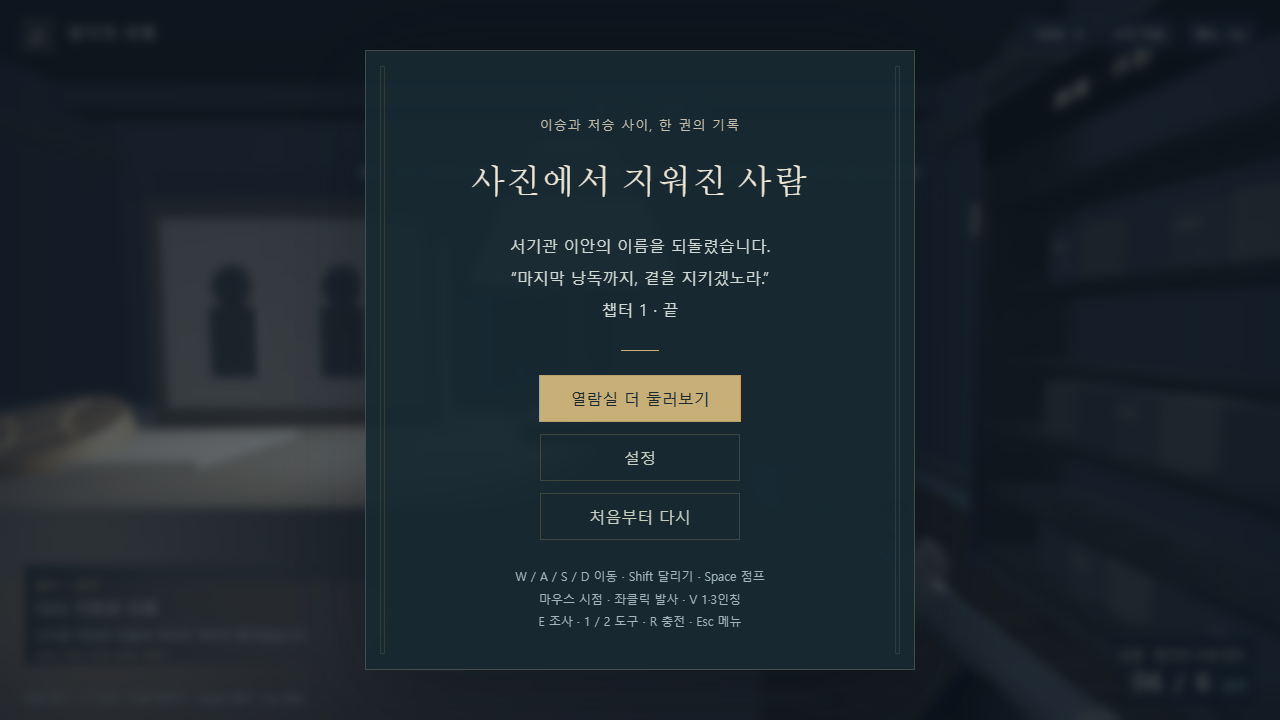 이승과 저승 사이, 한 권의 기록
사진에서 지워진 사람
서기관 이안의 이름을 되돌렸습니다.
“마지막 낭독까지, 곁을 지키겠노라.”
챕터 1 · 끝
열람실 더 둘러보기
설정
처음부터 다시
W / A / S / D 이동 · Shift 달리기 · Space 점프
마우스 시점 · 좌클릭 발사 · V 1·3인칭
E 조사 · 1 / 2 도구 · R 충전 · Esc 메뉴